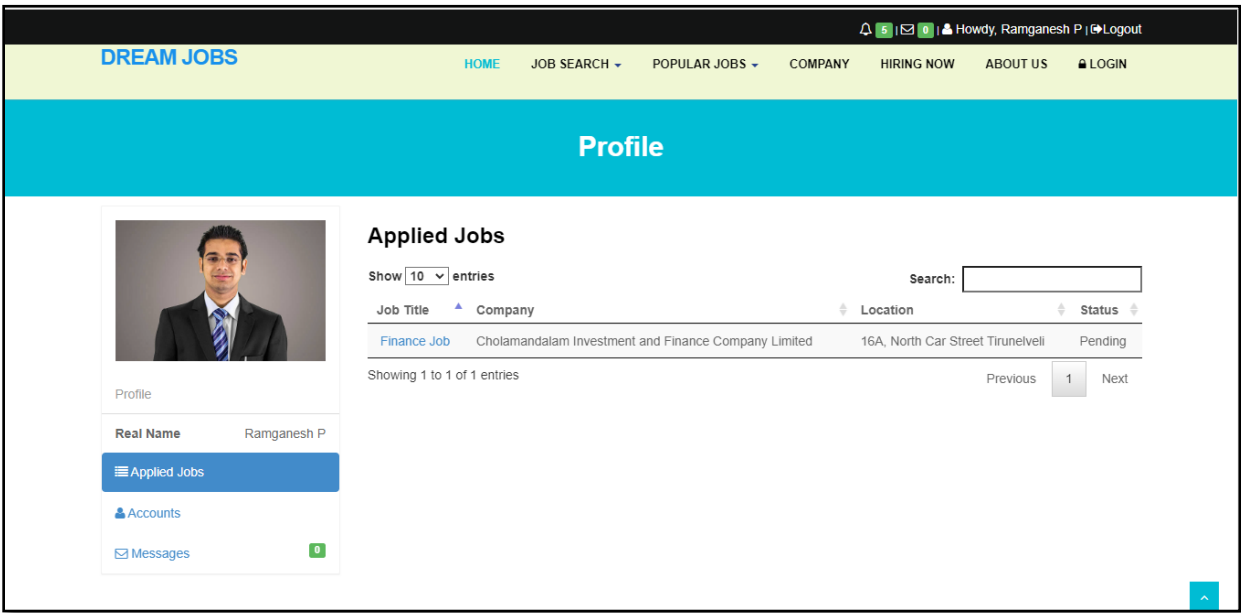 5 | 0 | Howdy, Ramganesh P | Logout
DREAM JOBS
HOME JOB SEARCH POPULAR JOBS COMPANY HIRING NOW ABOUT US LOGIN
Profile
Applied Jobs
Show 10 entries Search:
Job Title Company Location Status
Finance Job Cholamandalam Investment and Finance Company Limited 16A, North Car Street Tirunelveli Pending
Showing 1 to 1 of 1 entries
Previous 1 Next
Profile
Real Name Ramganesh P
Applied Jobs
Accounts
Messages 0